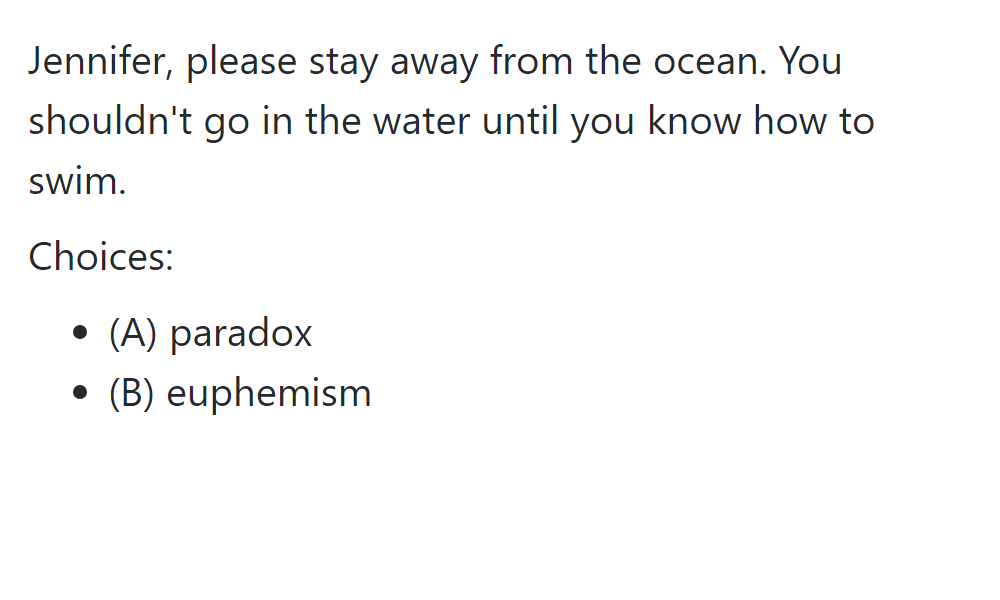 Jennifer, please stay away from the ocean. You
shouldn't go in the water until you know how to
swim.
Choices:
• (A) paradox
• (B) euphemism